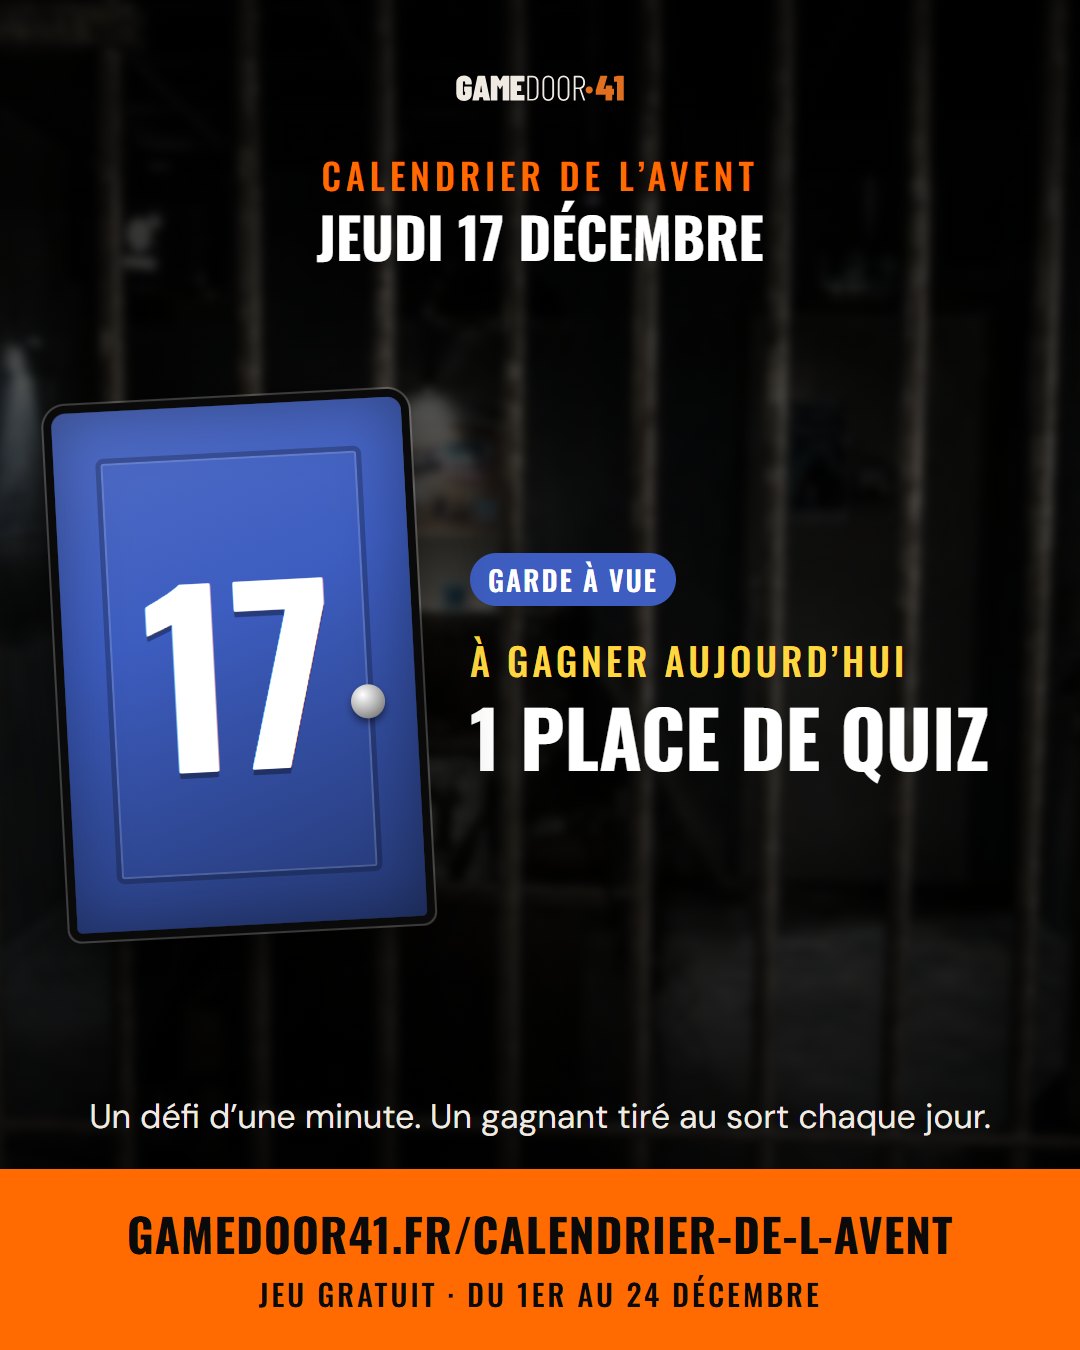 GAMEDOOR·41
CALENDRIER DE L’AVENT
JEUDI 17 DÉCEMBRE
17
GARDE À VUE
À GAGNER AUJOURD’HUI
1 PLACE DE QUIZ
Un défi d’une minute. Un gagnant tiré au sort chaque jour.
GAMEDOOR41.FR/CALENDRIER-DE-L-AVENT
JEU GRATUIT · DU 1ER AU 24 DÉCEMBRE